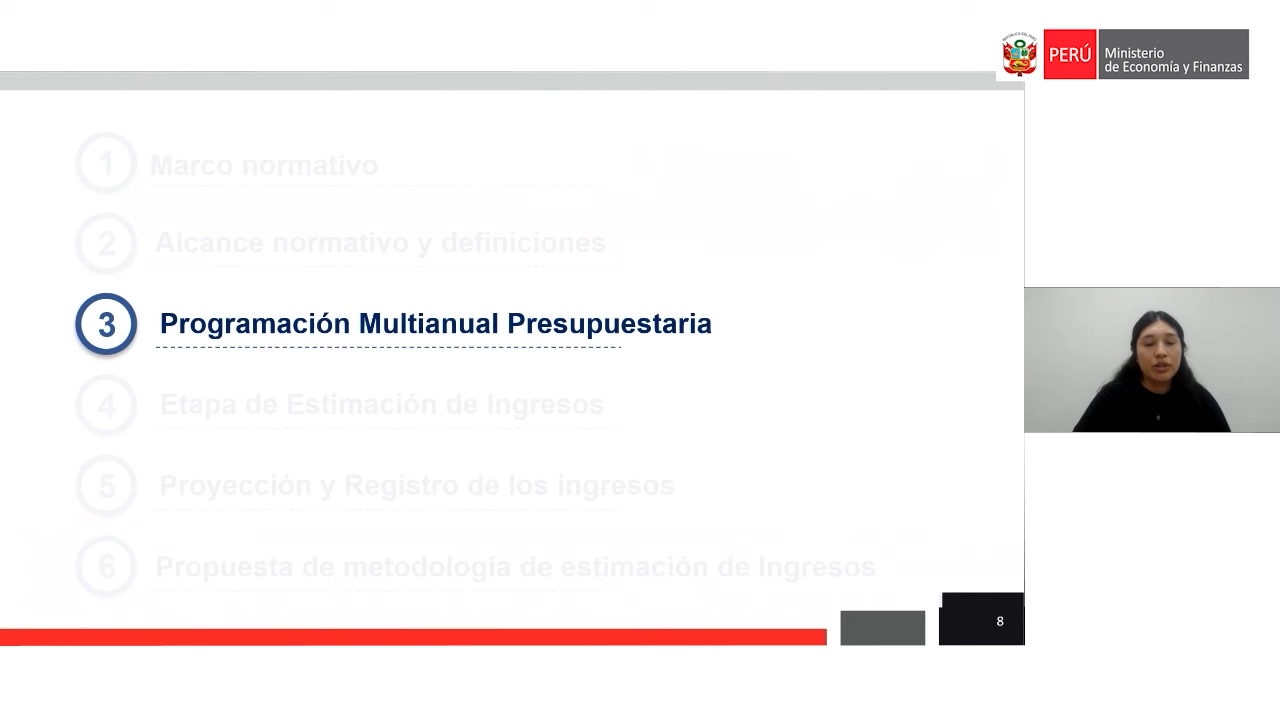 PERÚ
Ministerio
de Economía y Finanzas
1 Marco normativo
2 Alcance normativo y definiciones
3 Programación Multianual Presupuestaria
4 Etapa de Estimación de Ingresos
5 Proyección y Registro de los ingresos
6 Propuesta de metodología de estimación de Ingresos
8